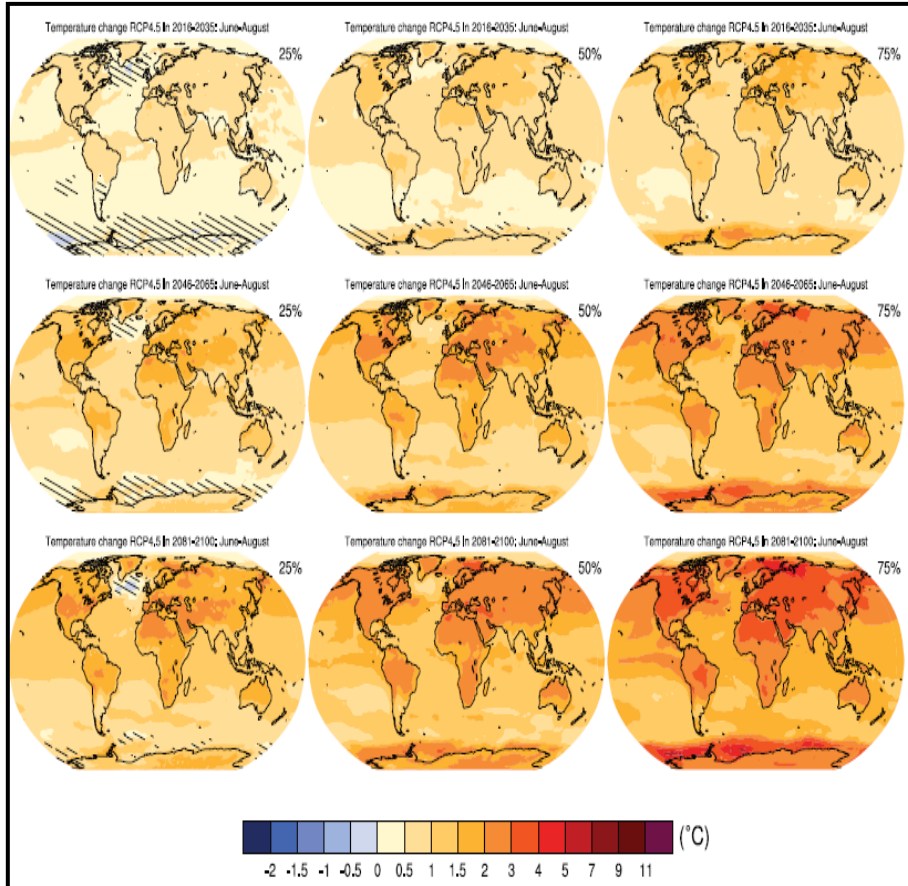 Temperature change RCP4.5 in 2016-2035: June-August
25%
Temperature change RCP4.5 in 2016-2035: June-August
50%
Temperature change RCP4.5 in 2016-2035: June-August
75%
Temperature change RCP4.5 in 2046-2065: June-August
25%
Temperature change RCP4.5 in 2046-2065: June-August
50%
Temperature change RCP4.5 in 2046-2065: June-August
75%
Temperature change RCP4.5 in 2081-2100: June-August
25%
Temperature change RCP4.5 in 2081-2100: June-August
50%
Temperature change RCP4.5 in 2081-2100: June-August
75%
(°C)
-2 -1.5 -1 -0.5 0 0.5 1 1.5 2 3 4 5 7 9 11